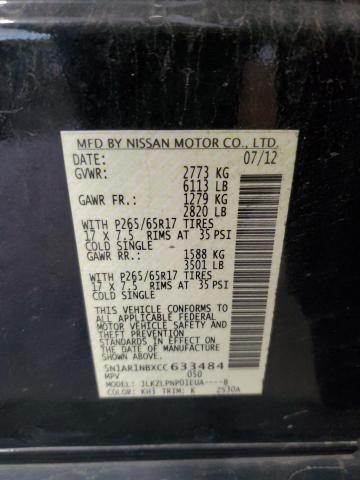 MFD BY NISSAN MOTOR CO., LTD.
DATE: 07/12
GVWR: 2773 KG
6113 LB
GAWR FR.: 1279 KG
2820 LB
WITH P265/65R17 TIRES
17 X 7.5 RIMS AT 35 PSI
COLD SINGLE
GAWR RR.: 1588 KG
3501 LB
WITH P265/65R17 TIRES
17 X 7.5 RIMS AT 35 PSI
COLD SINGLE
THIS VEHICLE CONFORMS TO
ALL APPLICABLE FEDERAL
MOTOR VEHICLE SAFETY
AND THEFT PREVENTION
STANDARDS IN EFFECT ON
THE DATE OF MANUFACTURE
SHOWN ABOVE.
5N1AR1NBXCC633484
MPV 050
MODEL: JLKZLPNP01EUA----B
COLOR: KH3 TRIM: K 2530A